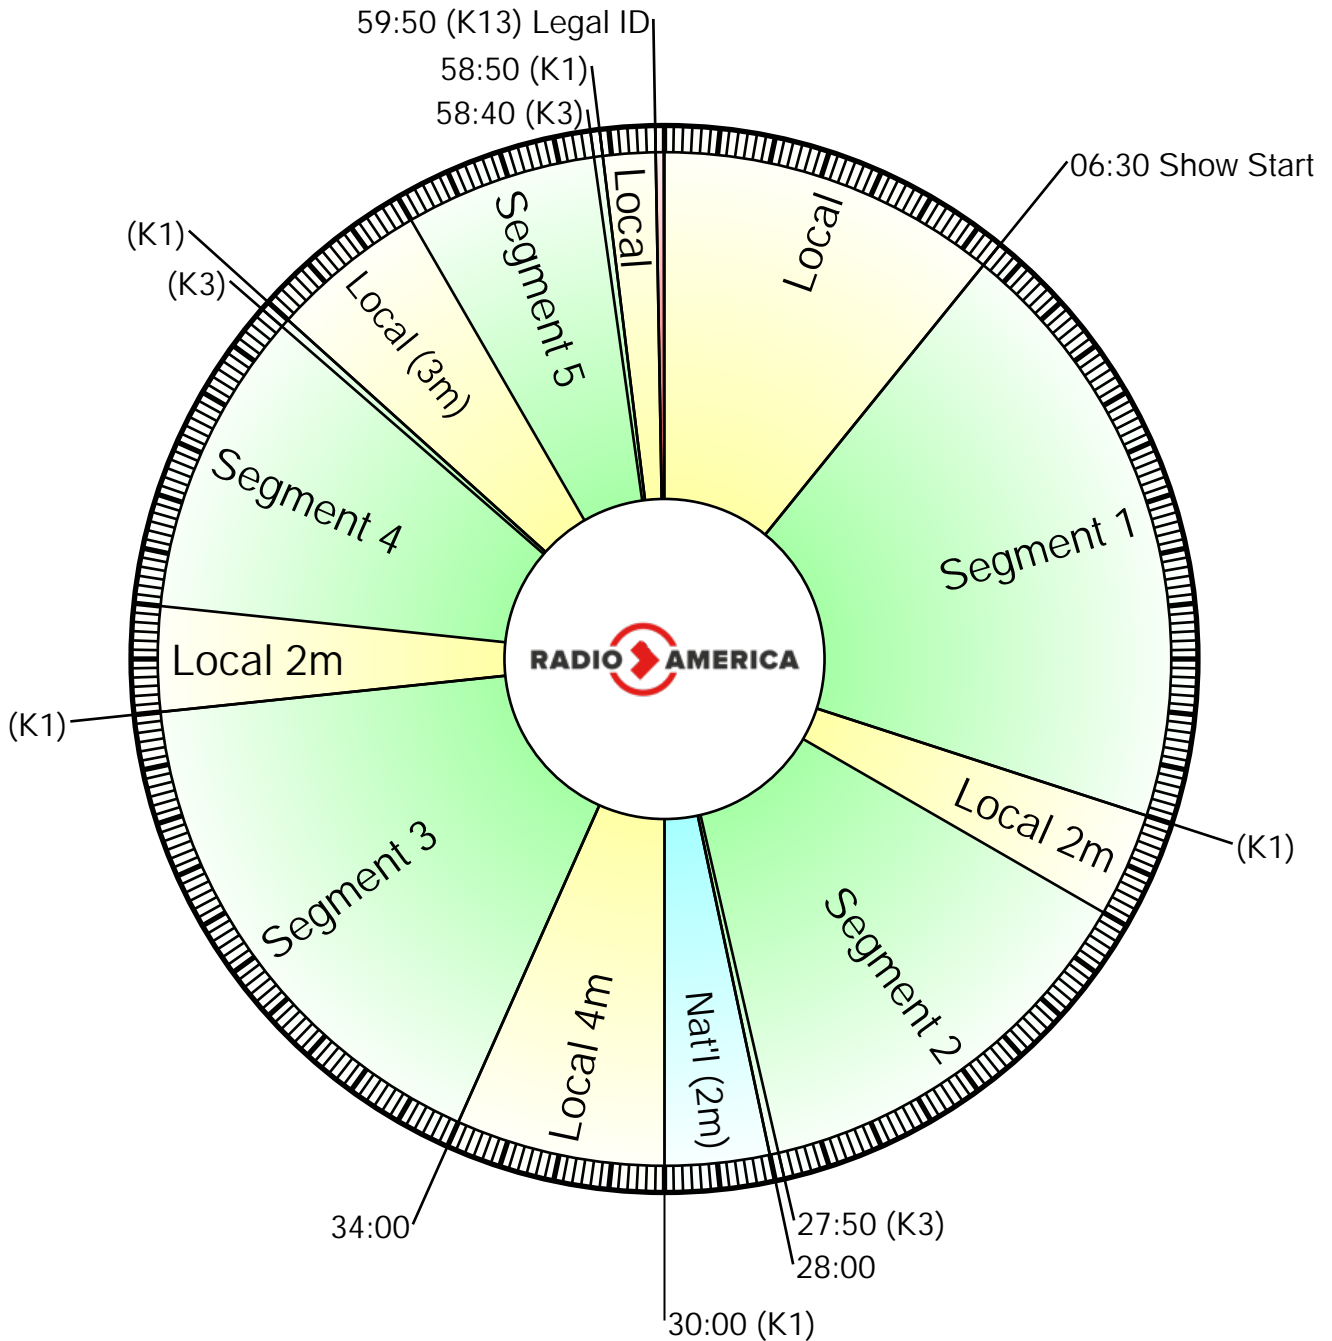 59:50 (K13) Legal ID
58:50 (K1)
58:40 (K3)
06:30 Show Start
Local
Local
Segment 5
(K1)
(K3)
Local (3m)
Segment 4
Segment 1
RADIO AMERICA
Local 2m
(K1)
Local 2m
(K1)
Segment 3
Segment 2
Local 4m
Nat'l (2m)
34:00
27:50 (K3)
28:00
30:00 (K1)